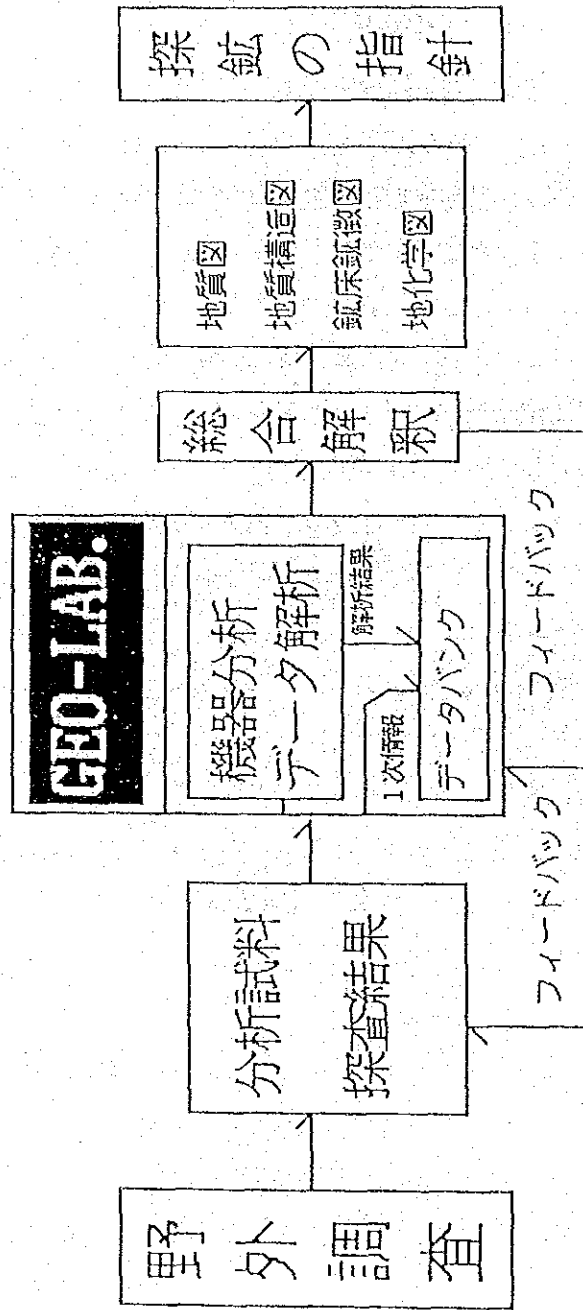 野外調査
分析試料
探査結果
GEO-LAB.
機器分析
データ解析
1次情報
解析結果
データバンク
総合解釈
地質図
地質構造図
鉱床鉱徴図
地化学図
探鉱の指針
フィードバック
フィードバック